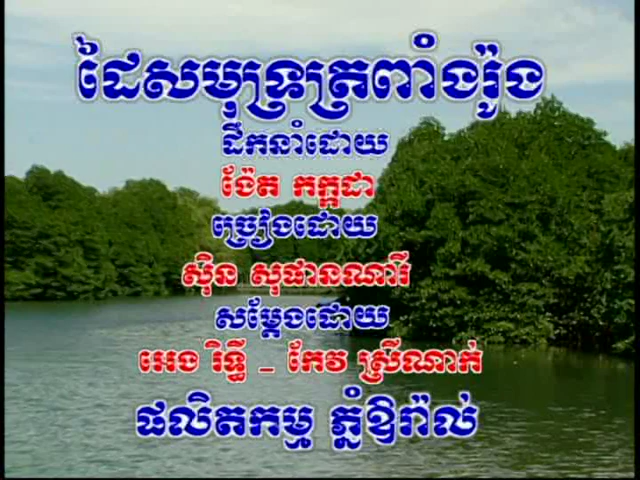 ដៃសមុទ្រត្រពាំងរ៉ូង
ដឹកនាំដោយ
ង៉ែត កក្កដា
ច្រៀងដោយ
ស៊ិន សុផានណារី
សម្ដែងដោយ
អេង រិទ្ធី - កែវ ស្រីណាក់
ផលិតកម្ម ភ្នំឱរ៉ាល់